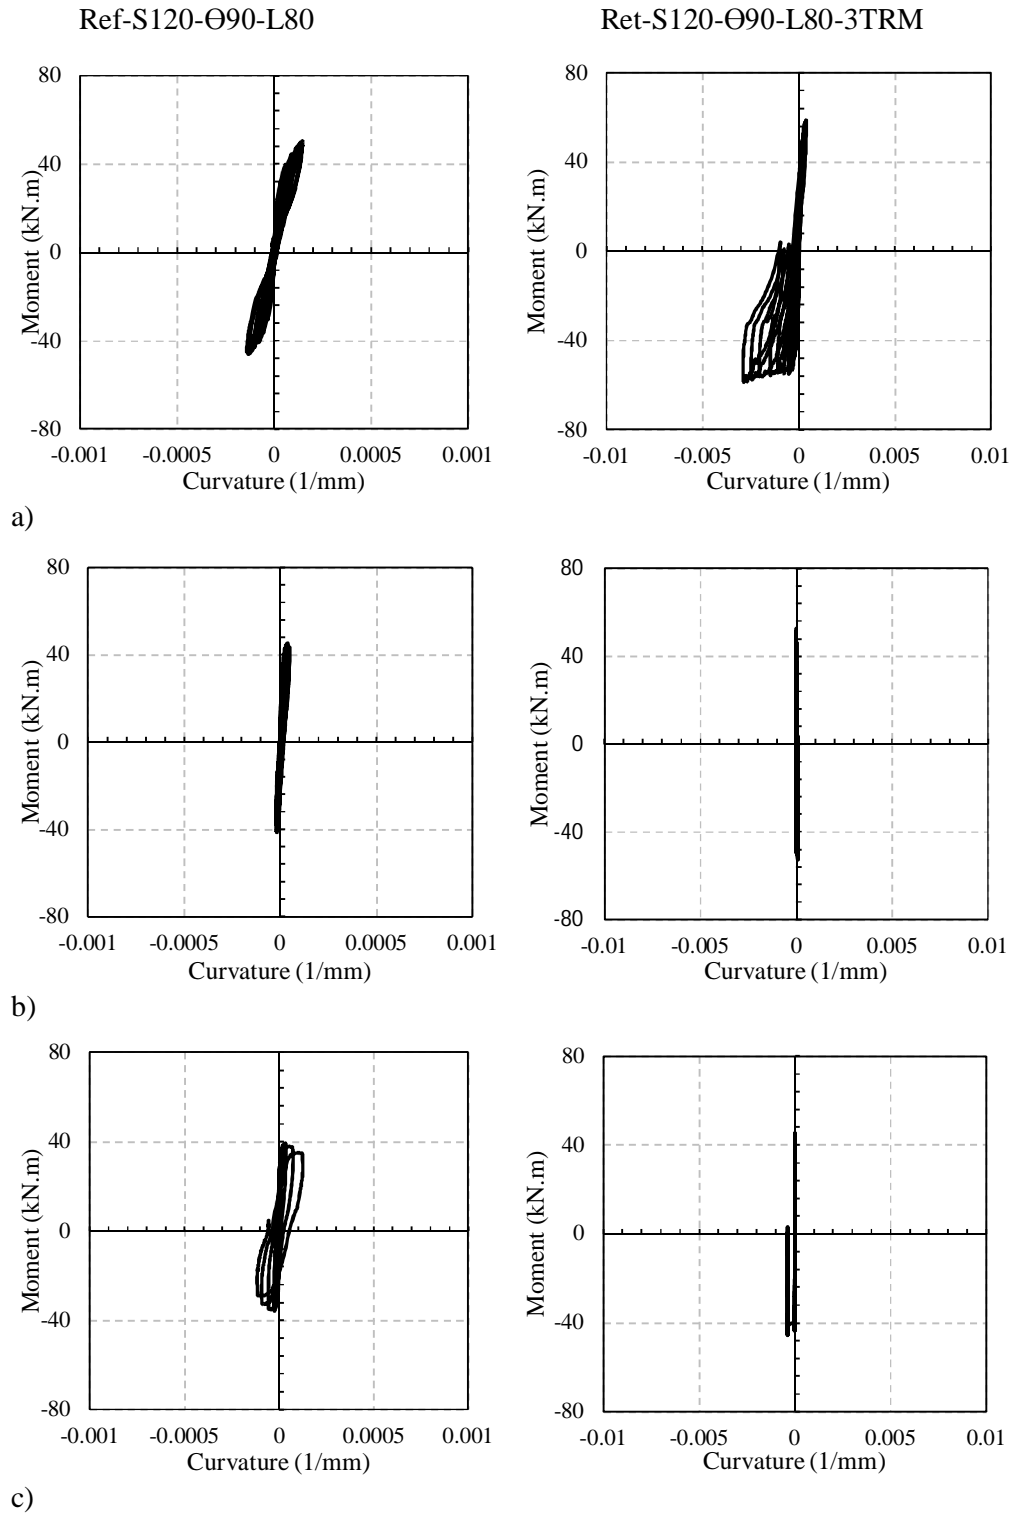 Ref-S120-Ө90-L80
Ret-S120-Ө90-L80-3TRM
80
40
0
-40
-80
Moment (kN.m)
-0.001 -0.0005 0 0.0005 0.001
Curvature (1/mm)
80
40
0
-40
-80
Moment (kN.m)
-0.01 -0.005 0 0.005 0.01
Curvature (1/mm)
a)
80
40
0
-40
-80
Moment (kN.m)
-0.001 -0.0005 0 0.0005 0.001
Curvature (1/mm)
80
40
0
-40
-80
Moment (kN.m)
-0.01 -0.005 0 0.005 0.01
Curvature (1/mm)
b)
80
40
0
-40
-80
Moment (kN.m)
-0.001 -0.0005 0 0.0005 0.001
Curvature (1/mm)
80
40
0
-40
-80
Moment (kN.m)
-0.01 -0.005 0 0.005 0.01
Curvature (1/mm)
c)